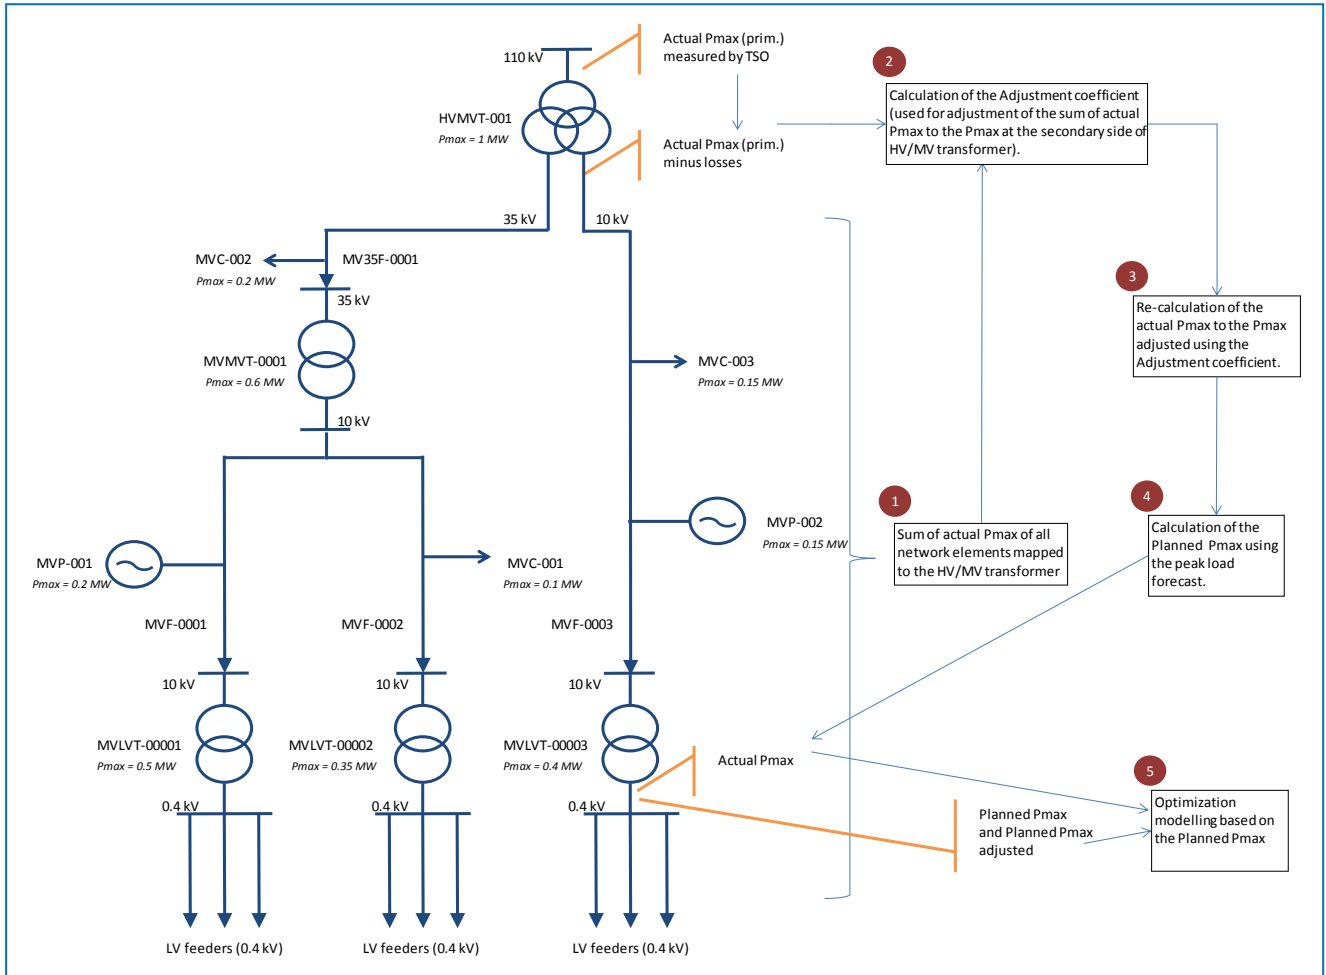 110 kV
Actual Pmax (prim.)
measured by TSO
2
HVMVT-001
Pmax = 1 MW
Calculation of the Adjustment coefficient
(used for adjustment of the sum of actual
Pmax to the Pmax at the secondary side of
HV/MV transformer).
Actual Pmax (prim.)
minus losses
35 kV
10 kV
MVC-002
Pmax = 0.2 MW
MV35F-0001
35 kV
3
Re-calculation of the
actual Pmax to the Pmax
adjusted using the
Adjustment coefficient.
MVMVT-0001
Pmax = 0.6 MW
MVC-003
Pmax = 0.15 MW
10 kV
1
Sum of actual Pmax of all
network elements mapped
to the HV/MV transformer
4
Calculation of the
Planned Pmax using
the peak load
forecast.
MVP-002
Pmax = 0.15 MW
MVP-001
Pmax = 0.2 MW
MVC-001
Pmax = 0.1 MW
MVF-0001
MVF-0002
MVF-0003
10 kV
10 kV
10 kV
MVLVT-00001
Pmax = 0.5 MW
MVLVT-00002
Pmax = 0.35 MW
MVLVT-00003
Pmax = 0.4 MW
Actual Pmax
5
Optimization
modelling based on
the Planned Pmax
0.4 kV
0.4 kV
0.4 kV
Planned Pmax
and Planned Pmax
adjusted
LV feeders (0.4 kV)
LV feeders (0.4 kV)
LV feeders (0.4 kV)